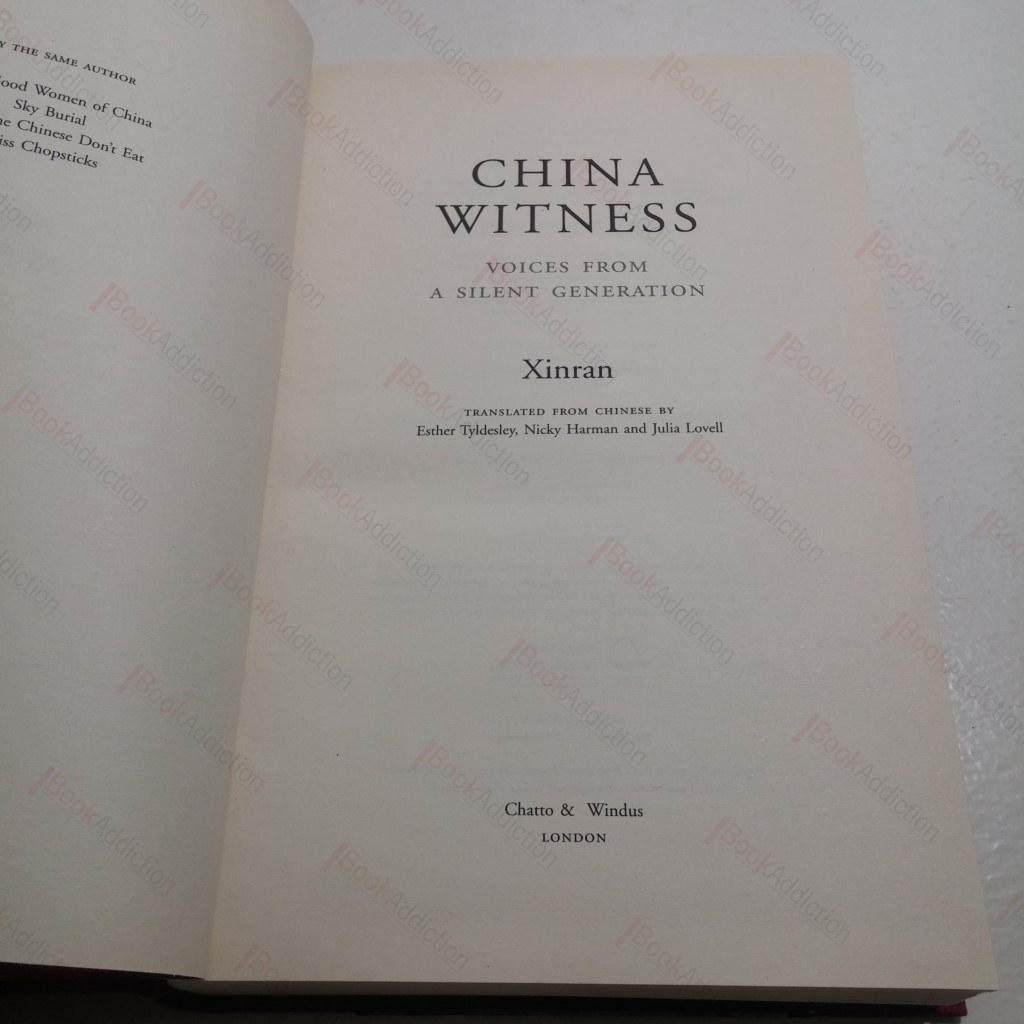 Y THE SAME AUTHOR
ood Women of China
Sky Burial
e Chinese Don't Eat
iss Chopsticks
CHINA
WITNESS
VOICES FROM
A SILENT GENERATION
Xinran
TRANSLATED FROM CHINESE BY
Esther Tyldesley, Nicky Harman and Julia Lovell
Chatto & Windus
LONDON
BookAddiction